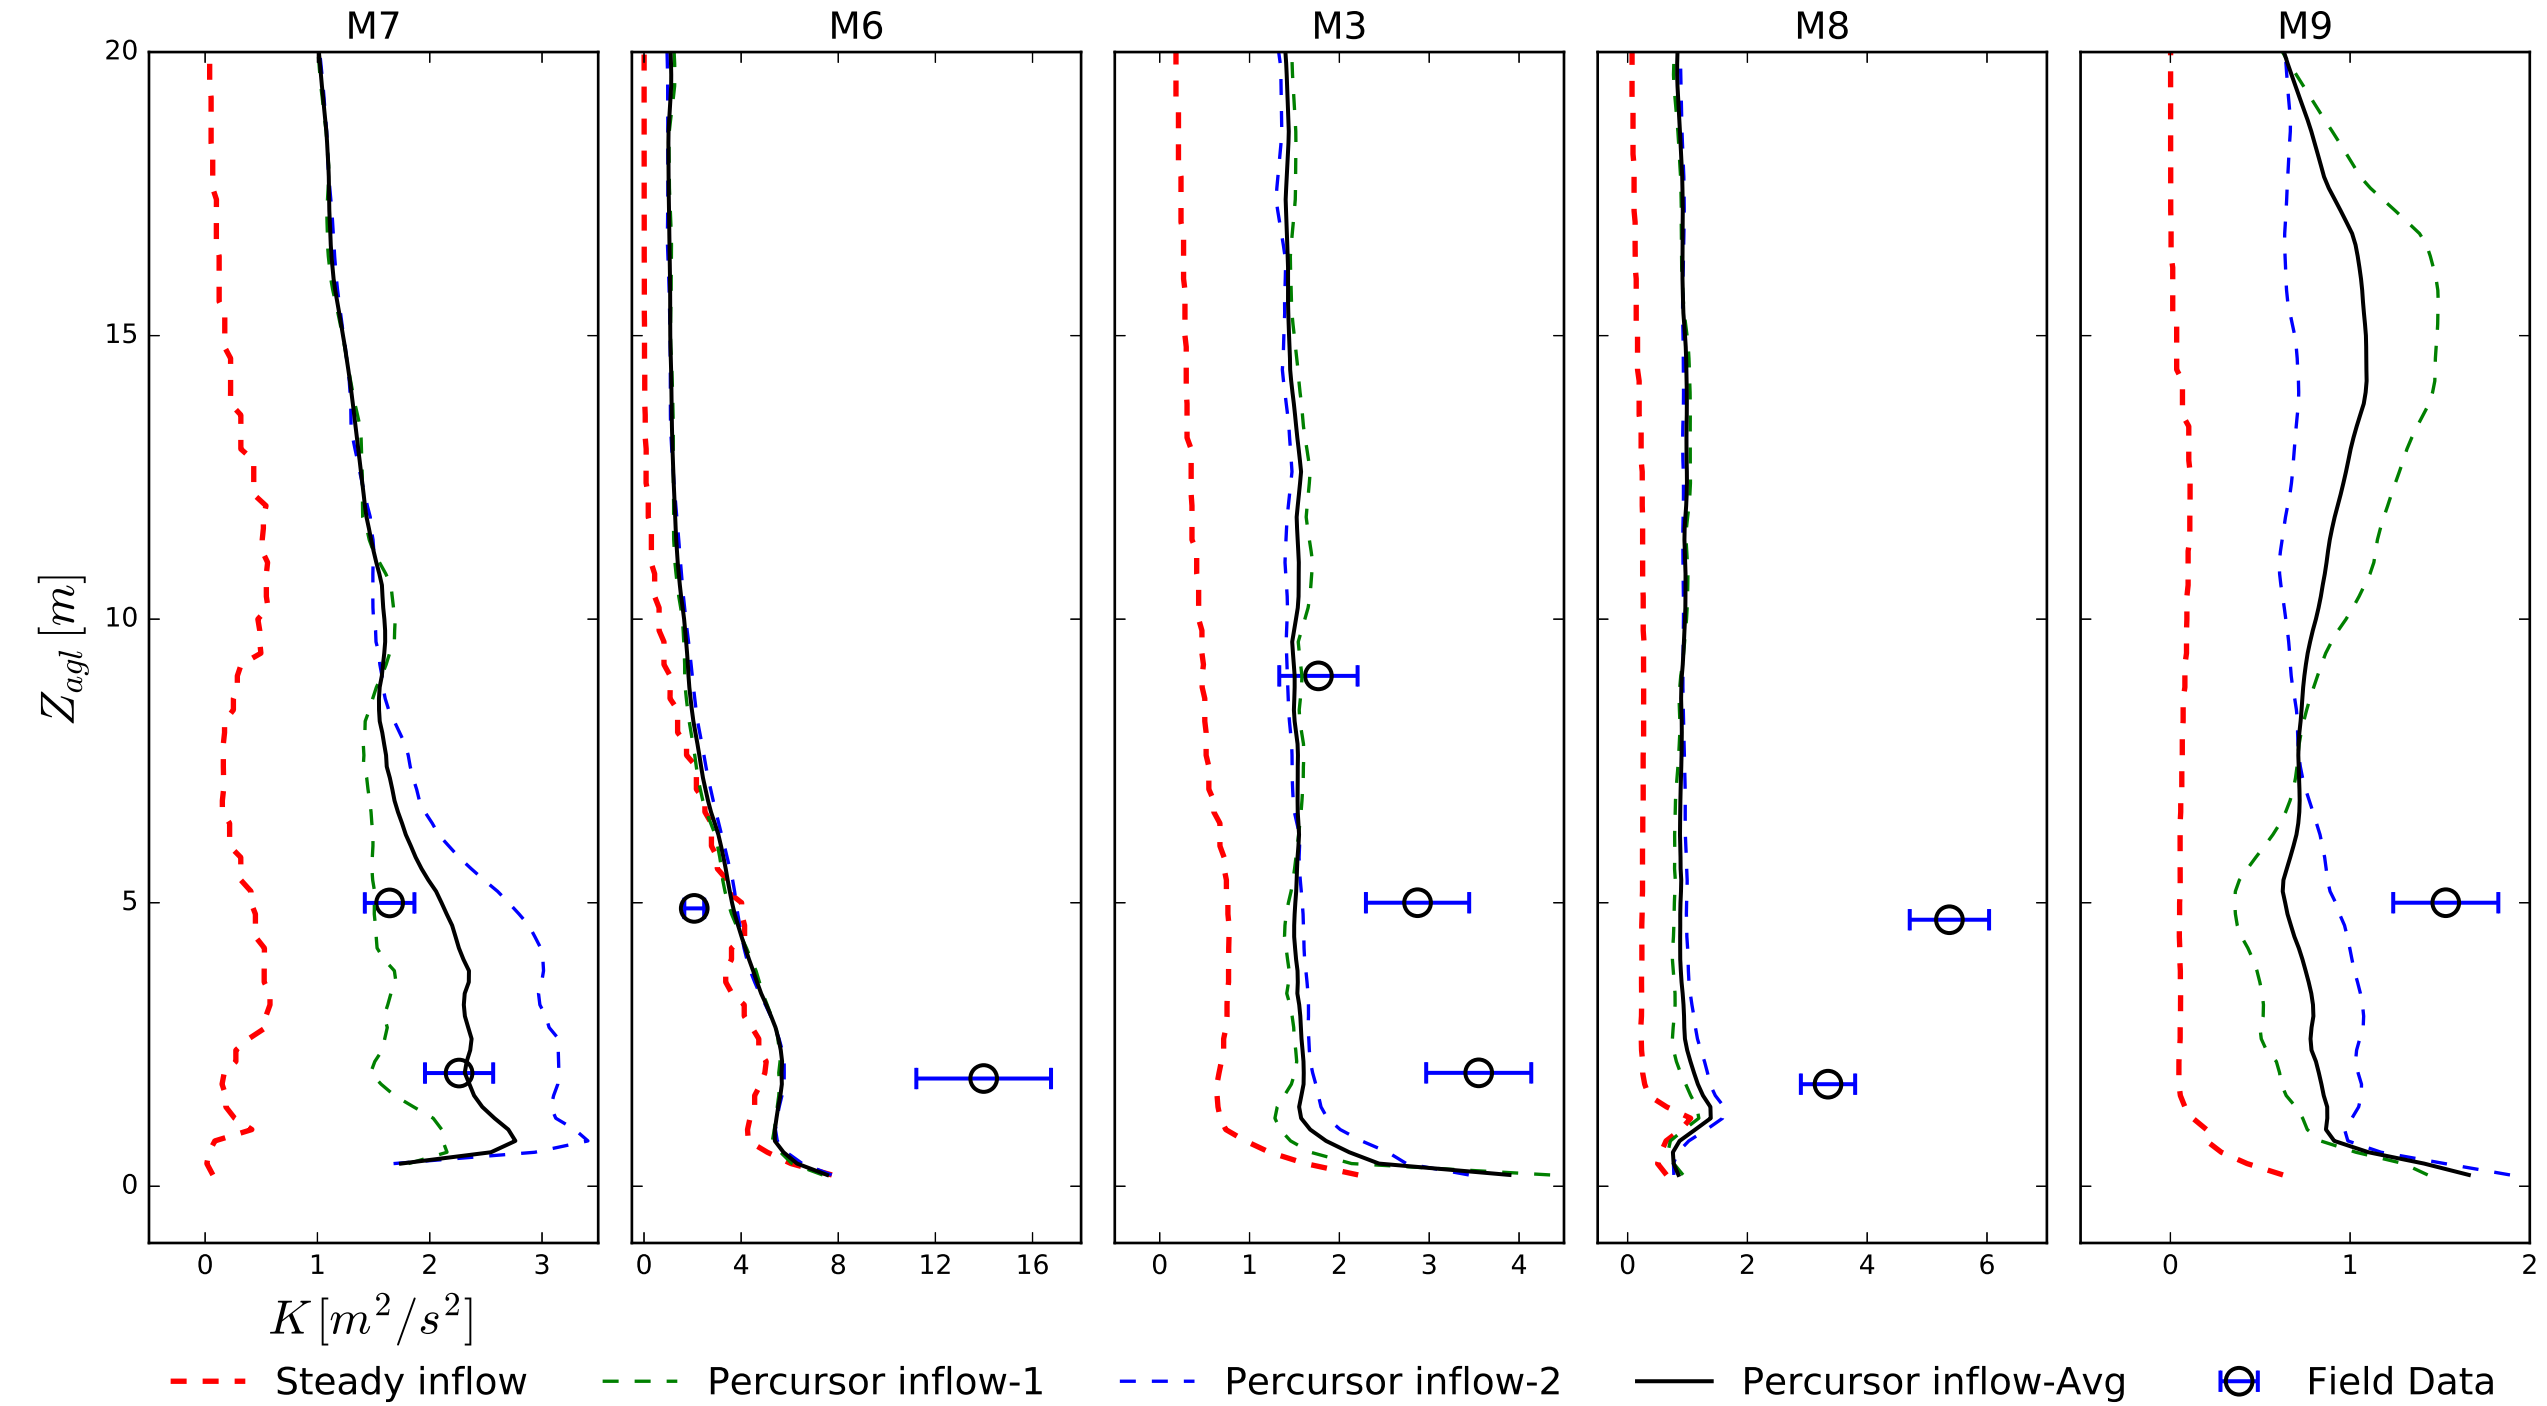 M7 M6 M3 M8 M9
20
15
10
5
0
Z_agl [m]
0 1 2 3 0 4 8 12 16 0 1 2 3 4 0 2 4 6 0 1 2
K [m²/s²]
Steady inflow Percursor inflow-1 Percursor inflow-2 Percursor inflow-Avg Field Data